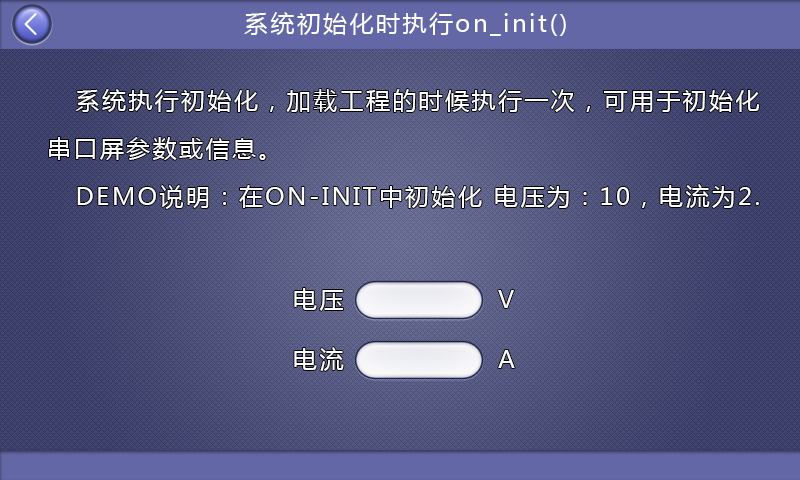 系统初始化时执行on_init()
系统执行初始化，加载工程的时候执行一次，可用于初始化
串口屏参数或信息。
DEMO说明：在ON-INIT中初始化 电压为：10，电流为2.
电压 V
电流 A